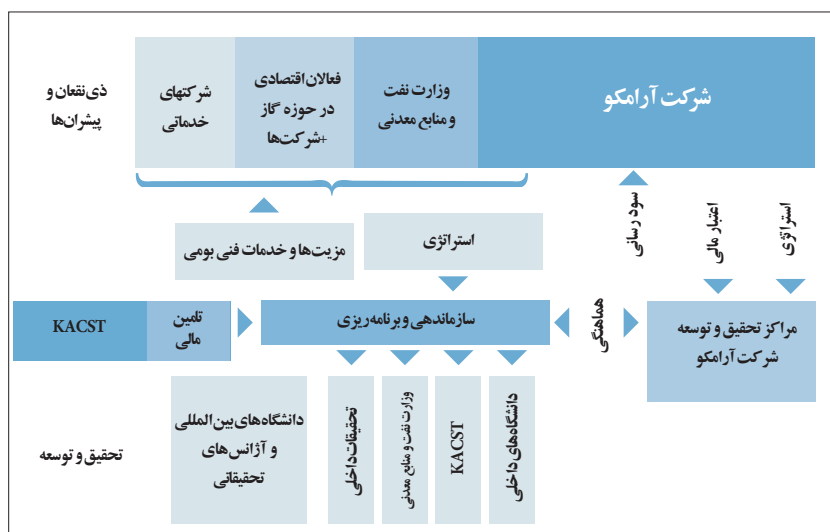 شرکت آرامکو
وزارت نفت
و منابع معدنی
فعالان اقتصادی
در حوزه گاز
+شرکت‌ها
شرکتهای
خدماتی
ذی‌نقعان و
پیشران‌ها
استراتژی
اعتبار مالی
سود رسانی
استراتژی
مزیت‌ها و خدمات فنی بومی
مراکز تحقیق و توسعه
شرکت آرامکو
هماهنگی
سازماندهی و برنامه‌ریزی
تامین
مالی
KACST
دانشگاه‌های داخلی
KACST
وزارت نفت و منابع معدنی
تحقیقات داخلی
دانشگاه‌های بین‌المللی
و آژانس‌های
تحقیقاتی
تحقیق و توسعه